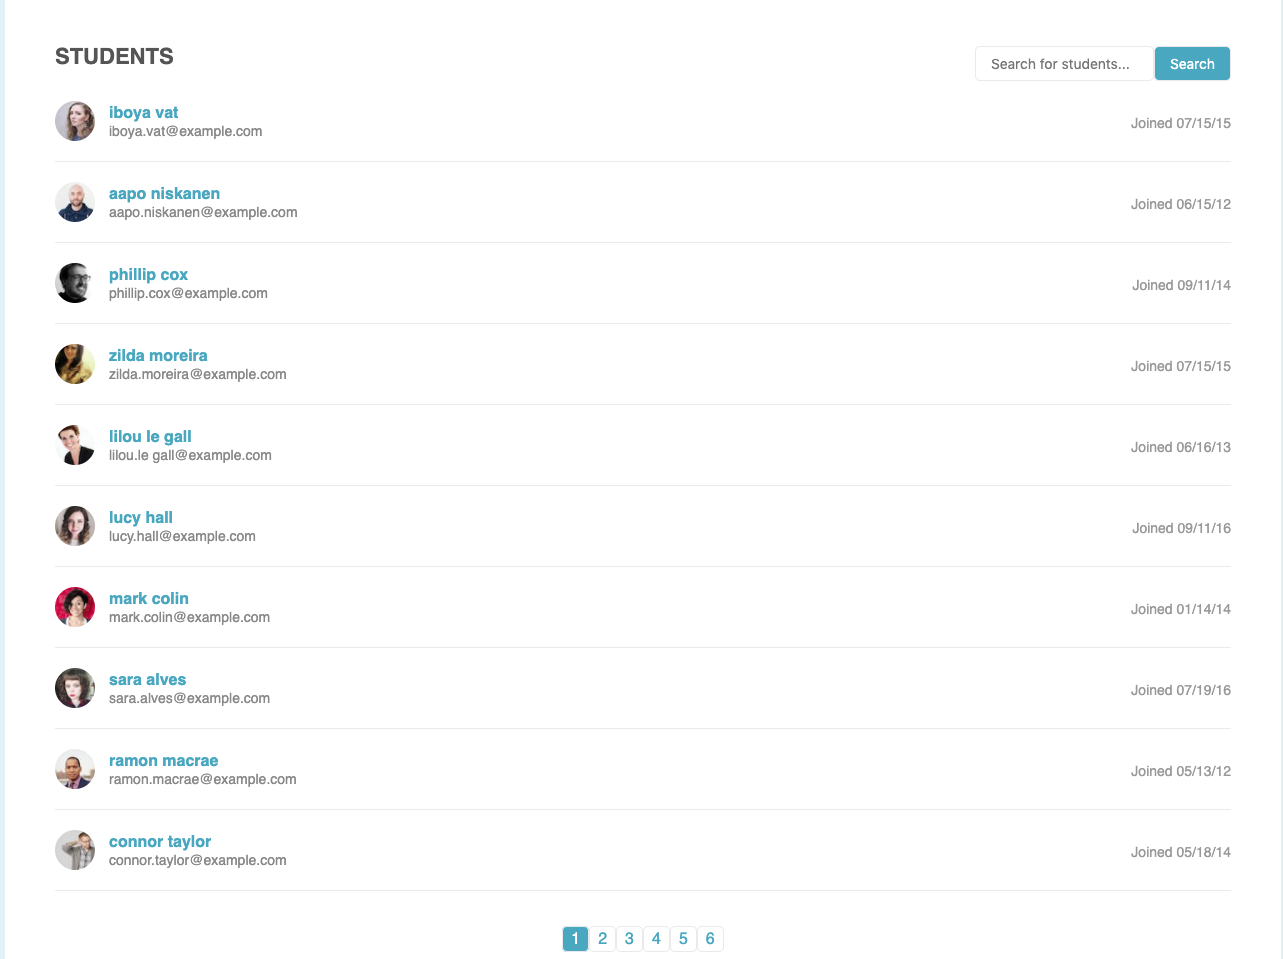 STUDENTS
Search for students... Search
iboya vat
iboya.vat@example.com
Joined 07/15/15
aapo niskanen
aapo.niskanen@example.com
Joined 06/15/12
phillip cox
phillip.cox@example.com
Joined 09/11/14
zilda moreira
zilda.moreira@example.com
Joined 07/15/15
lilou le gall
lilou.le gall@example.com
Joined 06/16/13
lucy hall
lucy.hall@example.com
Joined 09/11/16
mark colin
mark.colin@example.com
Joined 01/14/14
sara alves
sara.alves@example.com
Joined 07/19/16
ramon macrae
ramon.macrae@example.com
Joined 05/13/12
connor taylor
connor.taylor@example.com
Joined 05/18/14
1 2 3 4 5 6